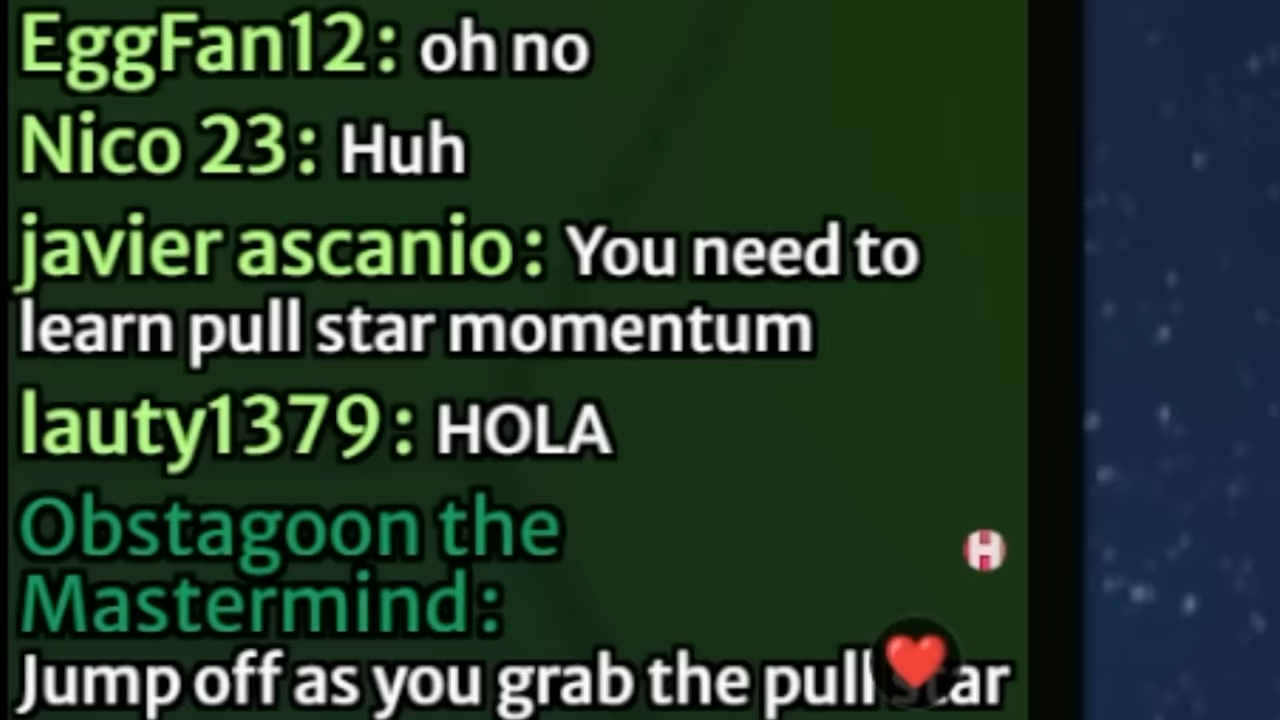 EggFan12: oh no
Nico 23: Huh
javier ascanio: You need to
learn pull star momentum
lauty1379: HOLA
Obstagoon the
Mastermind:
H
Jump off as you grab the pull star